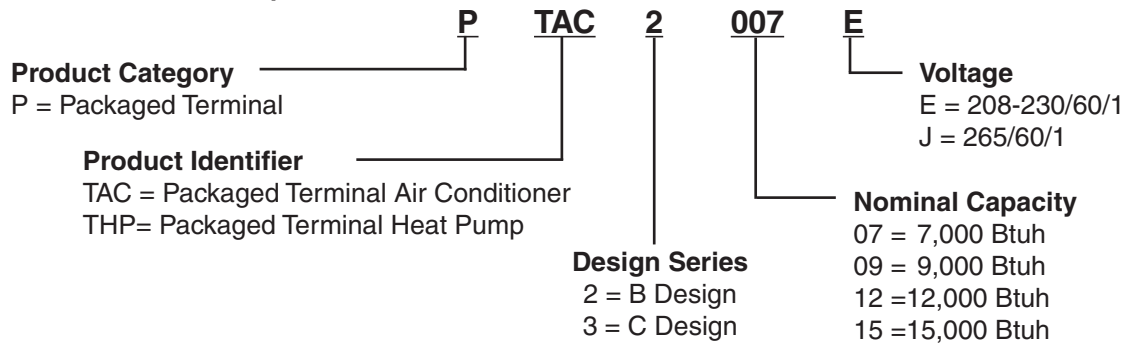 P TAC 2 007 E
Product Category
P = Packaged Terminal
Voltage
E = 208-230/60/1
J = 265/60/1
Product Identifier
TAC = Packaged Terminal Air Conditioner
THP= Packaged Terminal Heat Pump
Nominal Capacity
07 = 7,000 Btuh
09 = 9,000 Btuh
12 =12,000 Btuh
15 =15,000 Btuh
Design Series
2 = B Design
3 = C Design